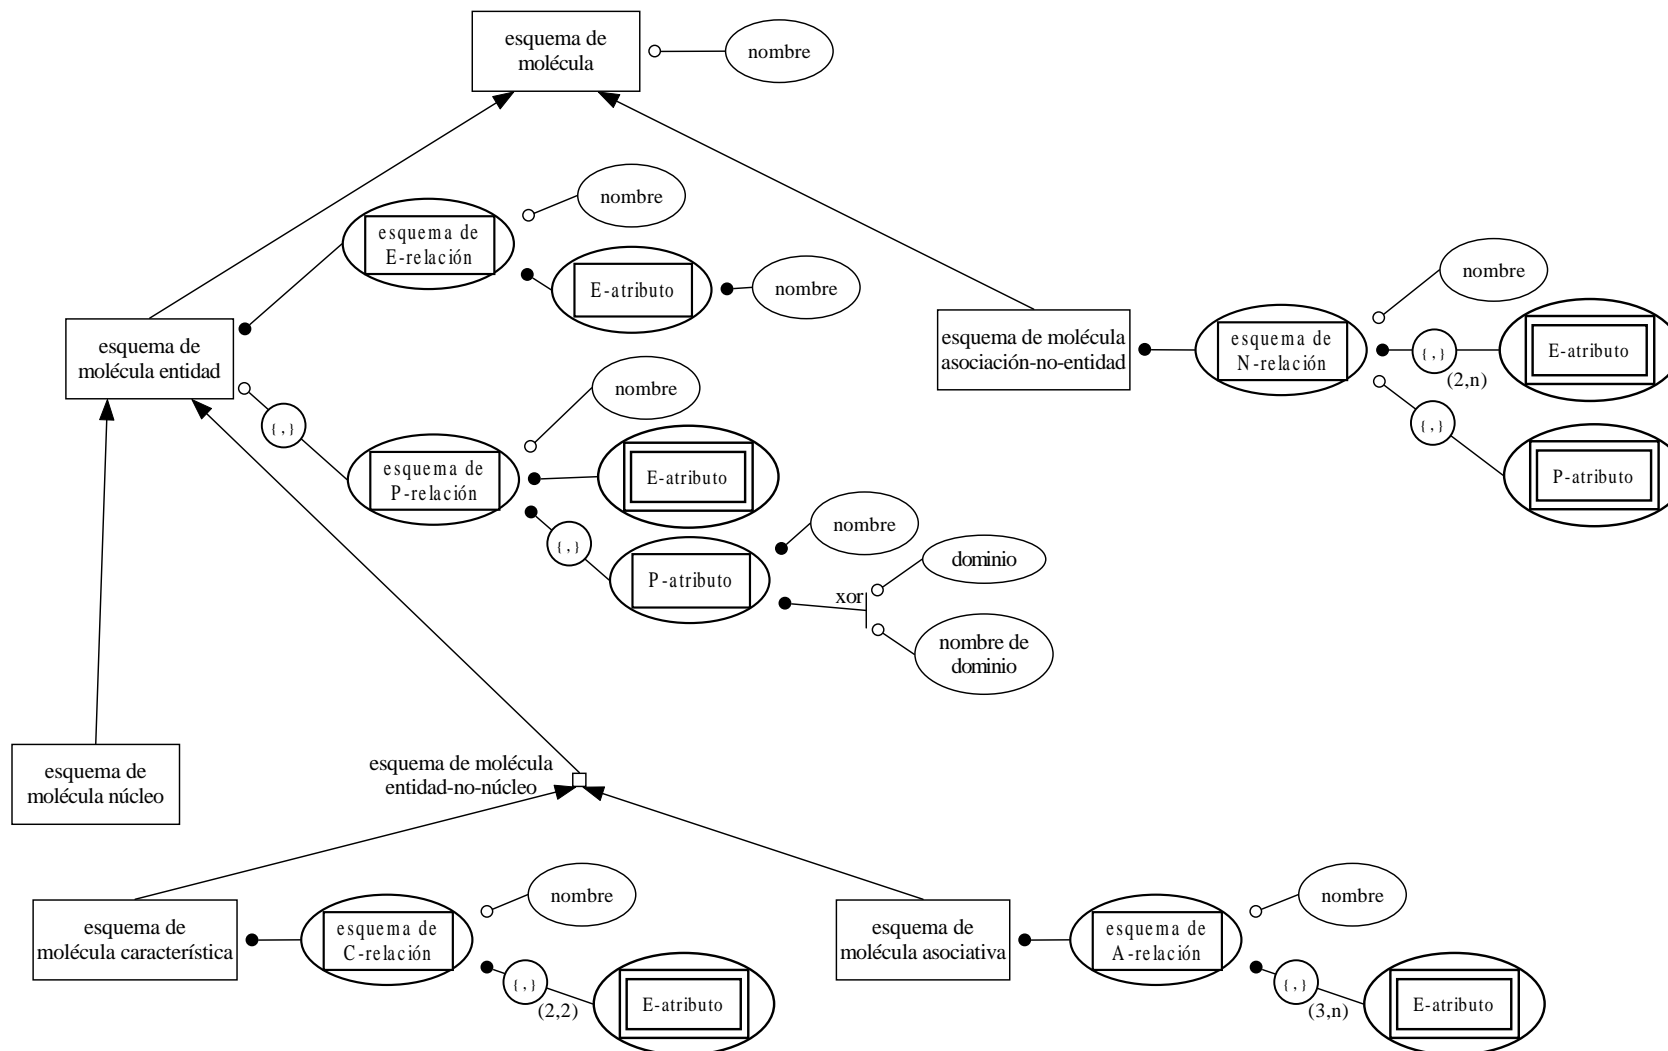 esquema de
molécula
nombre
nombre
esquema de
E-relación
E-atributo
nombre
nombre
esquema de
molécula entidad
esquema de molécula
asociación-no-entidad
esquema de
N-relación
{,}
(2,n)
E-atributo
nombre
{,}
{,}
esquema de
P-relación
E-atributo
P-atributo
nombre
{,}
P-atributo
dominio
xor
nombre de
dominio
esquema de
molécula núcleo
esquema de molécula
entidad-no-núcleo
nombre
nombre
esquema de
molécula característica
esquema de
C-relación
{,}
(2,2)
E-atributo
esquema de
molécula asociativa
esquema de
A-relación
{,}
(3,n)
E-atributo